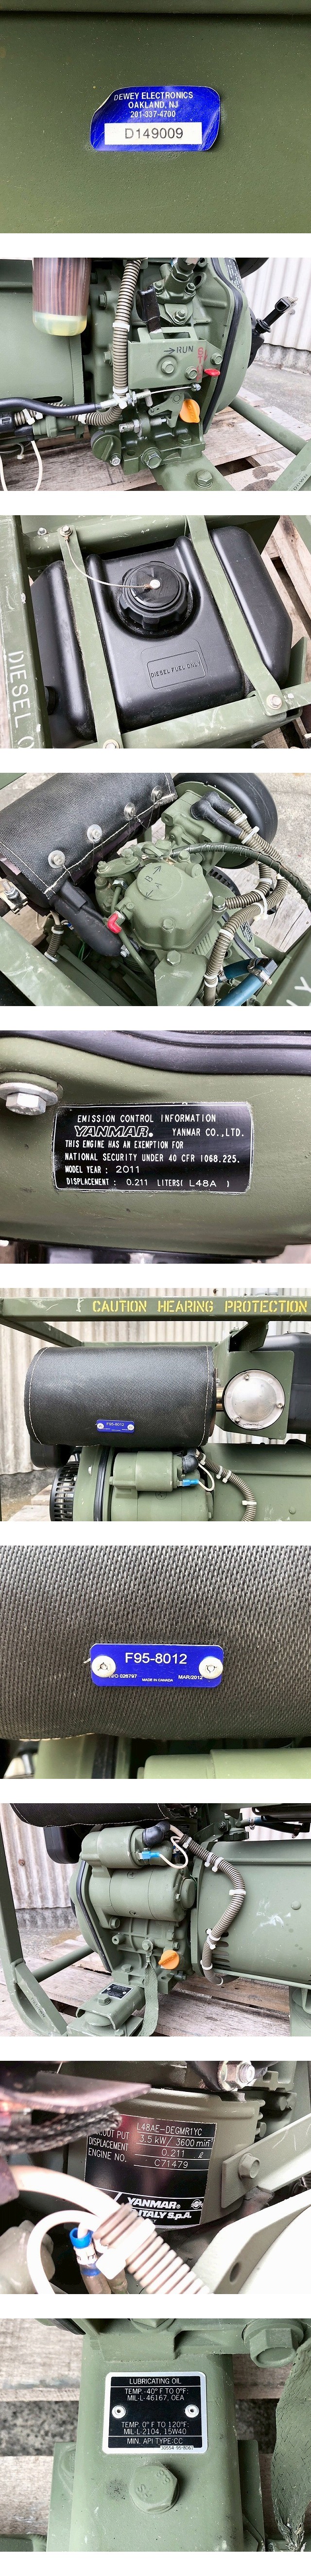 DEWEY ELECTRONICS
OAKLAND, NJ
201-337-4700
D149009
→RUN
DIESEL FUEL ONLY
DIESEL O
B
A
EMISSION CONTROL INFORMATION
YANMAR® YANMAR CO.,LTD.
THIS ENGINE HAS AN EXEMPTION FOR
NATIONAL SECURITY UNDER 40 CFR 1068.225.
MODEL YEAR : 2011
DISPLACEMENT : 0.211 LITERS( L48A )
CAUTION HEARING PROTECTION
F95-8012
F95-8012
026797 MADE IN CANADA MAR/2012
L48AE-DEGMR1YC
OUT PUT 3.5 kW/ 3600 min
DISPLACEMENT 0.211 ℓ
ENGINE NO. C71479
YANMAR®
ITALY S.p.A.
LUBRICATING OIL
TEMP. -40° F TO 0°F:
MIL-L-46167, OEA
TEMP. 0° F TO 120°F:
MIL-L-2104, 15W40
MIN. API TYPE:CC